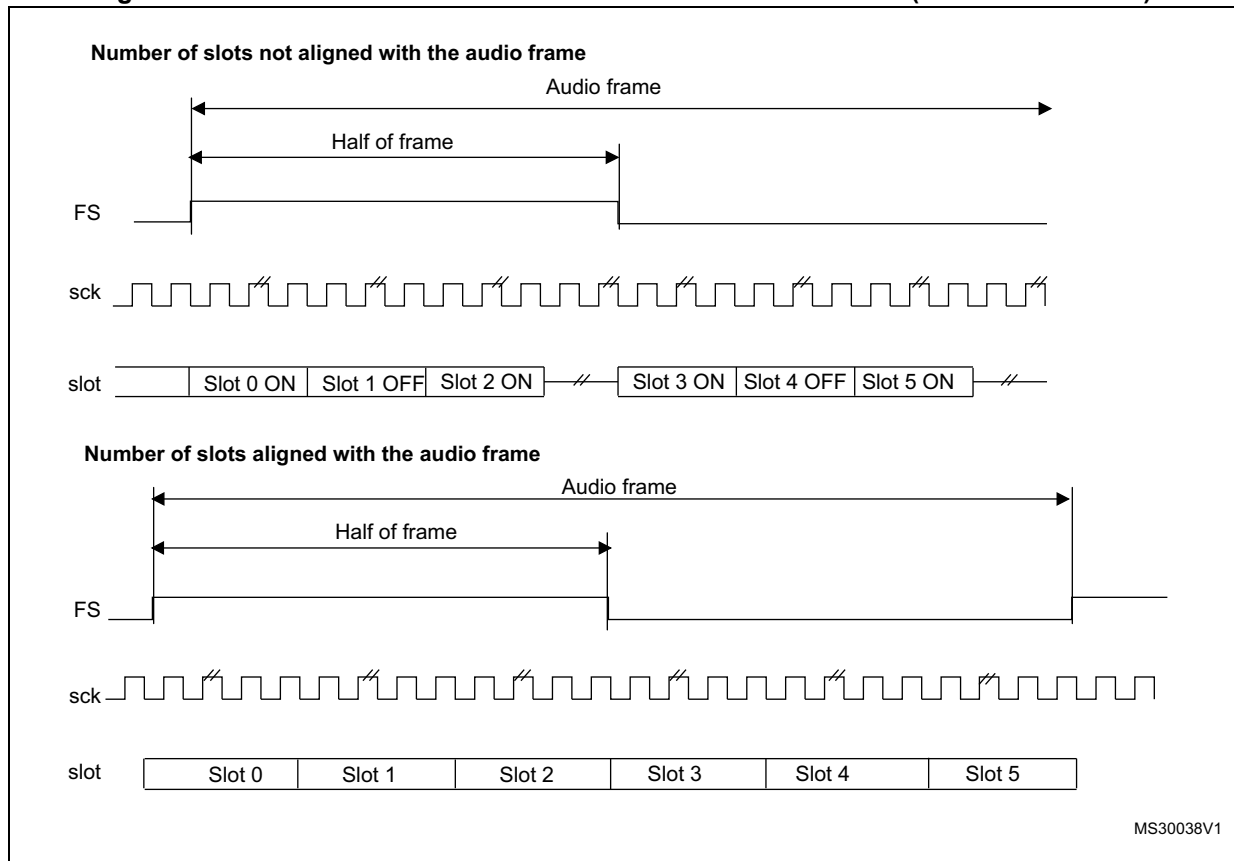 Number of slots not aligned with the audio frame
Audio frame
Half of frame
FS
sck
slot
Slot 0 ON
Slot 1 OFF
Slot 2 ON
Slot 3 ON
Slot 4 OFF
Slot 5 ON
Number of slots aligned with the audio frame
Audio frame
Half of frame
FS
sck
slot
Slot 0
Slot 1
Slot 2
Slot 3
Slot 4
Slot 5
MS30038V1